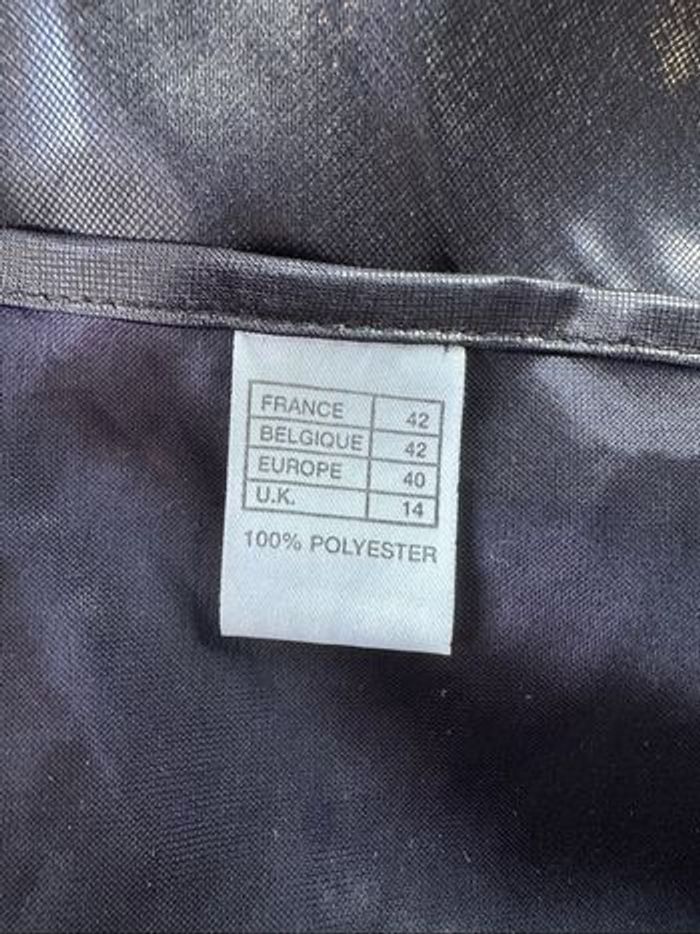 FRANCE 42
BELGIQUE 42
EUROPE 40
U.K. 14
100% POLYESTER